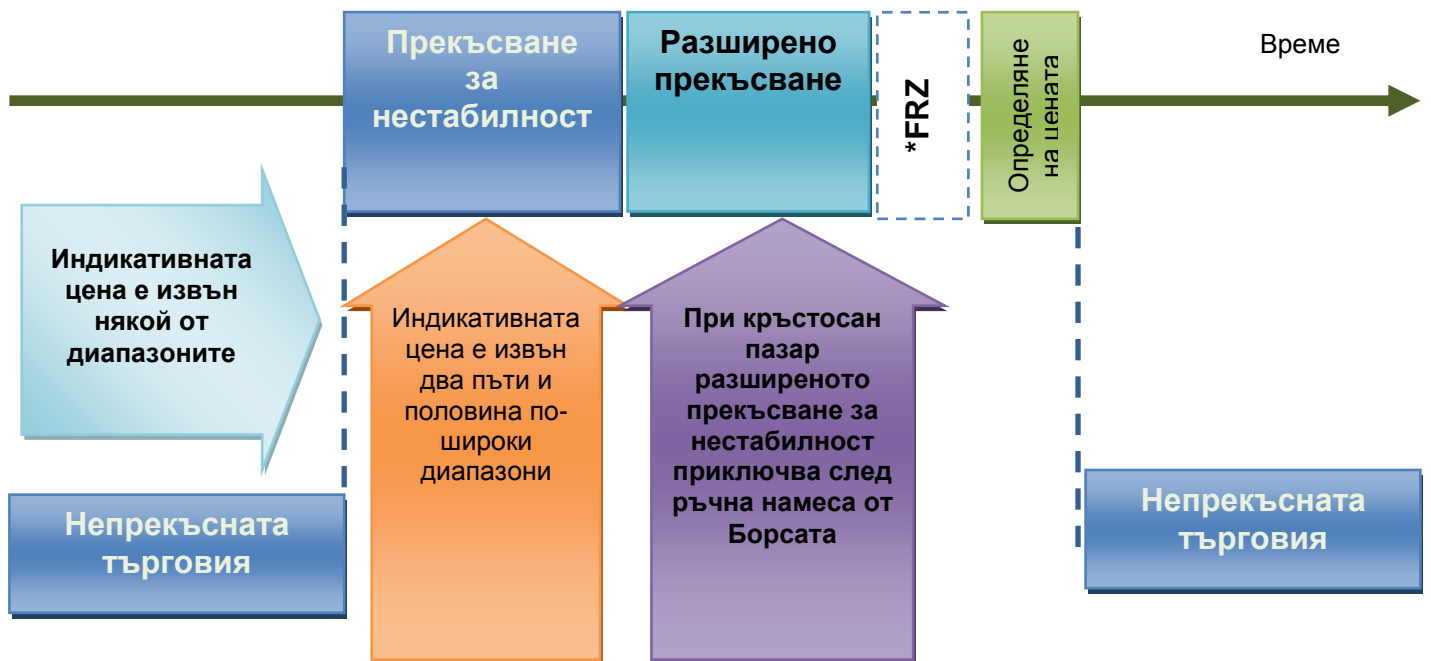 Прекъсване
за
нестабилност
Разширено
прекъсване
*FRZ
Определяне
на цената
Време
Индикативната
цена е извън
някой от
диапазоните
Индикативната
цена е извън
два пъти и
половина по-
широки
диапазони
При кръстосан
пазар
разширеното
прекъсване за
нестабилност
приключва след
ръчна намеса от
Борсата
Непрекъсната
търговия
Непрекъсната
търговия